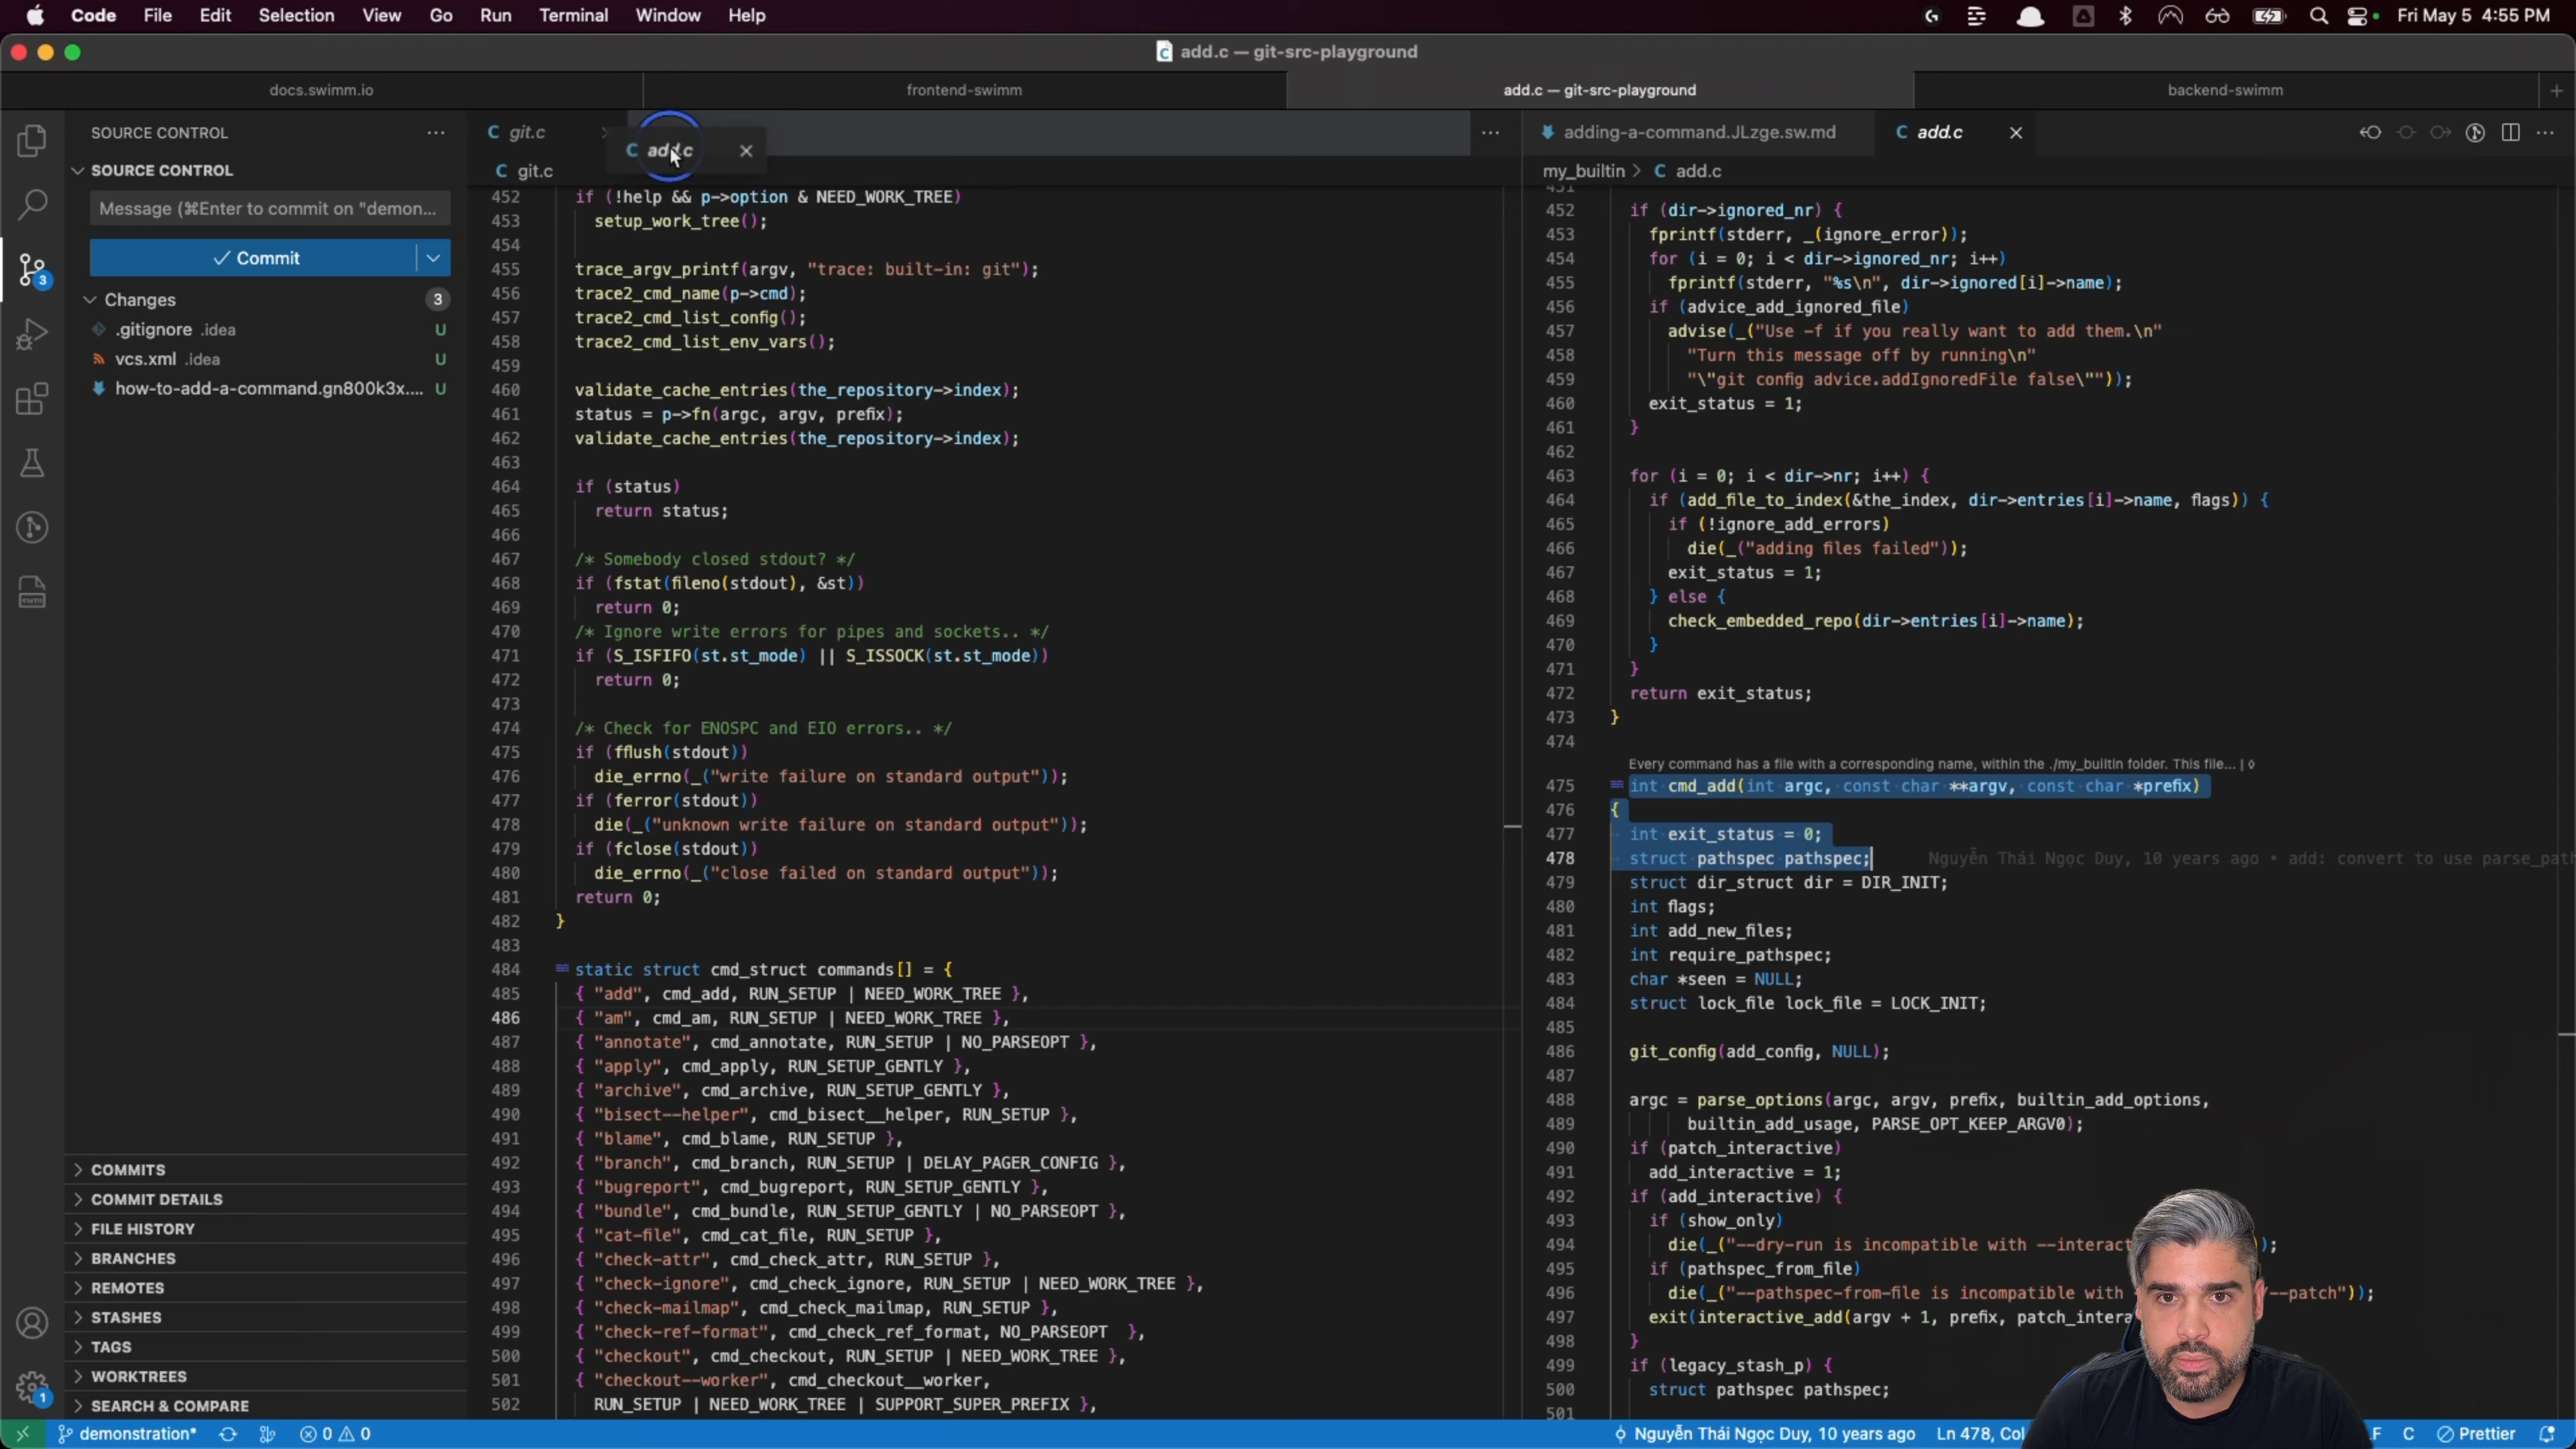 Code File Edit Selection View Go Run Terminal Window Help
Fri May 5 4:55 PM
add.c — git-src-playground
docs.swimm.io
frontend-swimm
add.c — git-src-playground
backend-swimm
SOURCE CONTROL
SOURCE CONTROL
Message (⌘Enter to commit on "demon...
Commit
Changes 3
.gitignore .idea U
vcs.xml .idea U
how-to-add-a-command.gn800k3x.... U
3
COMMITS
COMMIT DETAILS
FILE HISTORY
BRANCHES
REMOTES
STASHES
TAGS
WORKTREES
SEARCH & COMPARE
1
C git.c
C add.c
C git.c
452 if (!help && p->option & NEED_WORK_TREE)
453 setup_work_tree();
454
455 trace_argv_printf(argv, "trace: built-in: git");
456 trace2_cmd_name(p->cmd);
457 trace2_cmd_list_config();
458 trace2_cmd_list_env_vars();
459
460 validate_cache_entries(the_repository->index);
461 status = p->fn(argc, argv, prefix);
462 validate_cache_entries(the_repository->index);
463
464 if (status)
465 return status;
466
467 /* Somebody closed stdout? */
468 if (fstat(fileno(stdout), &st))
469 return 0;
470 /* Ignore write errors for pipes and sockets.. */
471 if (S_ISFIFO(st.st_mode) || S_ISSOCK(st.st_mode))
472 return 0;
473
474 /* Check for ENOSPC and EIO errors.. */
475 if (fflush(stdout))
476 die_errno(_("write failure on standard output"));
477 if (ferror(stdout))
478 die(_("unknown write failure on standard output"));
479 if (fclose(stdout))
480 die_errno(_("close failed on standard output"));
481 return 0;
482 }
483
484 static struct cmd_struct commands[] = {
485 { "add", cmd_add, RUN_SETUP | NEED_WORK_TREE },
486 { "am", cmd_am, RUN_SETUP | NEED_WORK_TREE },
487 { "annotate", cmd_annotate, RUN_SETUP | NO_PARSEOPT },
488 { "apply", cmd_apply, RUN_SETUP_GENTLY },
489 { "archive", cmd_archive, RUN_SETUP_GENTLY },
490 { "bisect--helper", cmd_bisect__helper, RUN_SETUP },
491 { "blame", cmd_blame, RUN_SETUP },
492 { "branch", cmd_branch, RUN_SETUP | DELAY_PAGER_CONFIG },
493 { "bugreport", cmd_bugreport, RUN_SETUP_GENTLY },
494 { "bundle", cmd_bundle, RUN_SETUP_GENTLY | NO_PARSEOPT },
495 { "cat-file", cmd_cat_file, RUN_SETUP },
496 { "check-attr", cmd_check_attr, RUN_SETUP },
497 { "check-ignore", cmd_check_ignore, RUN_SETUP | NEED_WORK_TREE },
498 { "check-mailmap", cmd_check_mailmap, RUN_SETUP },
499 { "check-ref-format", cmd_check_ref_format, NO_PARSEOPT },
500 { "checkout", cmd_checkout, RUN_SETUP | NEED_WORK_TREE },
501 { "checkout--worker", cmd_checkout__worker,
502 RUN_SETUP | NEED_WORK_TREE | SUPPORT_SUPER_PREFIX },
adding-a-command.JLzge.sw.md
C add.c
my_builtin > C add.c
451
452 if (dir->ignored_nr) {
453 fprintf(stderr, _(ignore_error));
454 for (i = 0; i < dir->ignored_nr; i++)
455 fprintf(stderr, "%s\n", dir->ignored[i]->name);
456 if (advice_add_ignored_file)
457 advise(_("Use -f if you really want to add them.\n"
458 "Turn this message off by running\n"
459 "\"git config advice.addIgnoredFile false\""));
460 exit_status = 1;
461 }
462
463 for (i = 0; i < dir->nr; i++) {
464 if (add_file_to_index(&the_index, dir->entries[i]->name, flags)) {
465 if (!ignore_add_errors)
466 die(_("adding files failed"));
467 exit_status = 1;
468 } else {
469 check_embedded_repo(dir->entries[i]->name);
470 }
471 }
472 return exit_status;
473 }
474
Every command has a file with a corresponding name, within the ./my_builtin folder. This file... | ◊
475 int cmd_add(int argc, const char **argv, const char *prefix)
476 {
477 int exit_status = 0;
478 struct pathspec pathspec; Nguyễn Thái Ngọc Duy, 10 years ago • add: convert to use parse_path
479 struct dir_struct dir = DIR_INIT;
480 int flags;
481 int add_new_files;
482 int require_pathspec;
483 char *seen = NULL;
484 struct lock_file lock_file = LOCK_INIT;
485
486 git_config(add_config, NULL);
487
488 argc = parse_options(argc, argv, prefix, builtin_add_options,
489 builtin_add_usage, PARSE_OPT_KEEP_ARGV0);
490 if (patch_interactive)
491 add_interactive = 1;
492 if (add_interactive) {
493 if (show_only)
494 die(_("--dry-run is incompatible with --interact );
495 if (pathspec_from_file)
496 die(_("--pathspec-from-file is incompatible with --patch"));
497 exit(interactive_add(argv + 1, prefix, patch_intera
498 }
499 if (legacy_stash_p) {
500 struct pathspec pathspec;
501
demonstration* 0 0
Nguyễn Thái Ngọc Duy, 10 years ago Ln 478, Col F C Prettier